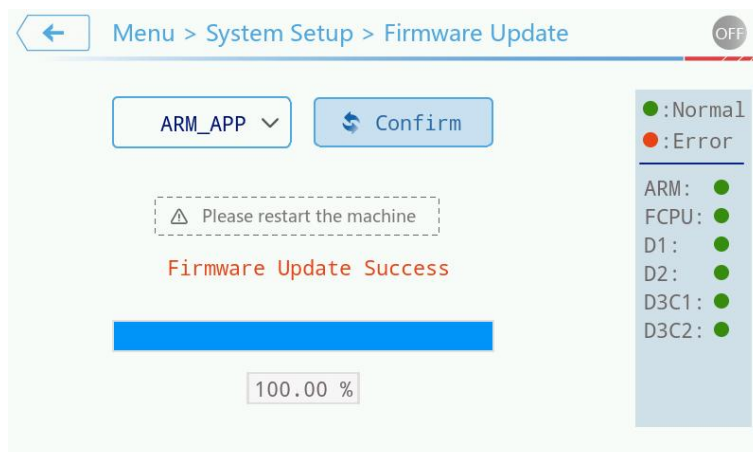 Menu > System Setup > Firmware Update
OFF
ARM_APP
Confirm
Please restart the machine
Firmware Update Success
100.00 %
:Normal
:Error
ARM:
FCPU:
D1:
D2:
D3C1:
D3C2: